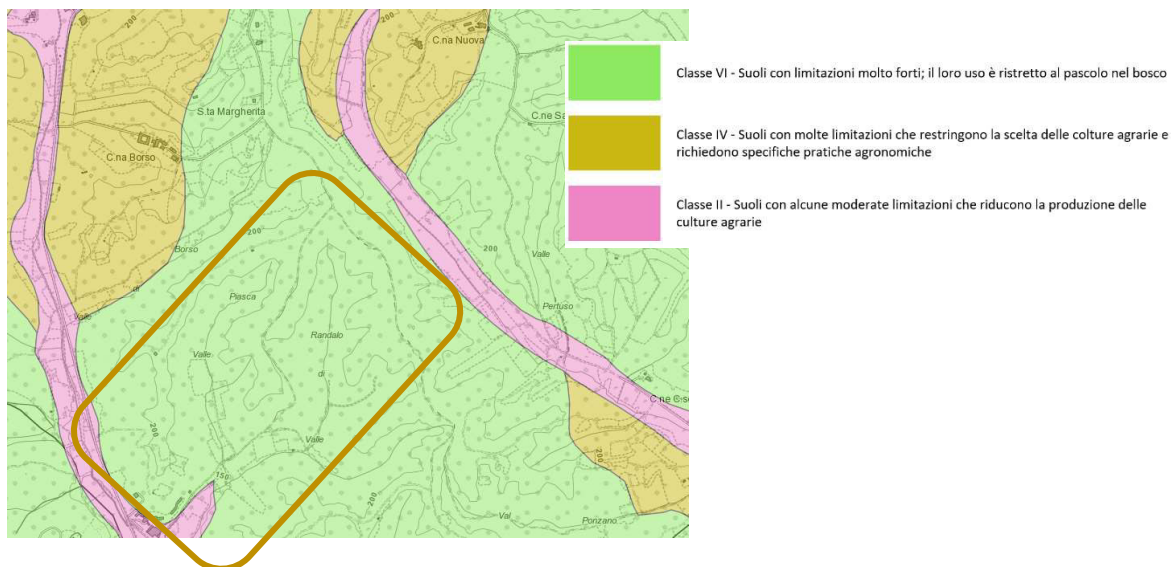 200
C.na Nuova
S.ta Margherita
C.ne Sa
C.na Borso
Borso
200
200
Valle
di
Valle
Piasca
Pertuso
Randalo
Valle
di
C.ne
200
Valle
200
150
200
Val
Ponzano
Classe VI - Suoli con limitazioni molto forti; il loro uso è ristretto al pascolo nel bosco
Classe IV - Suoli con molte limitazioni che restringono la scelta delle colture agrarie e
richiedono specifiche pratiche agronomiche
Classe II - Suoli con alcune moderate limitazioni che riducono la produzione delle
culture agrarie